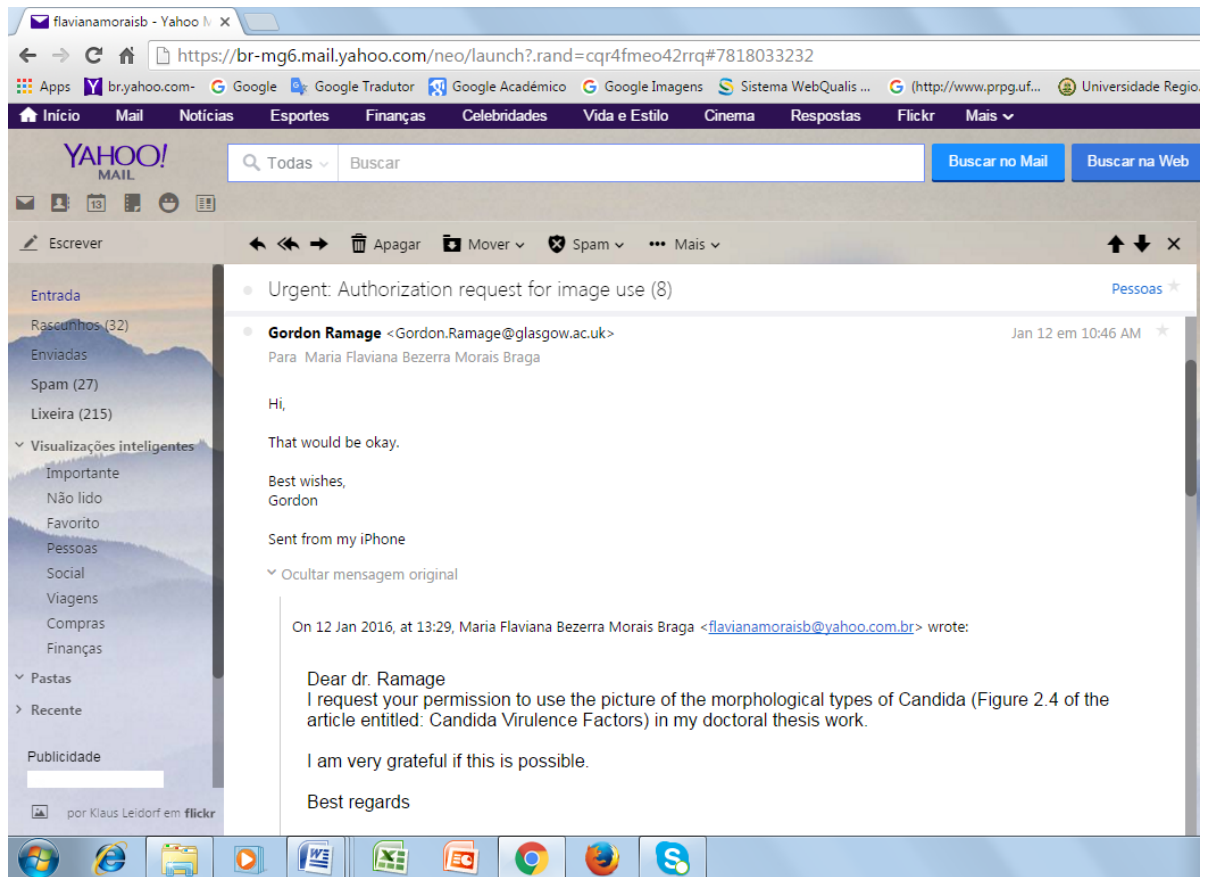 flavianamoraisb - Yahoo M
https://br-mg6.mail.yahoo.com/neo/launch?.rand=cqr4fmeo42rrq#7818033232
Apps br.yahoo.com- Google Google Tradutor Google Académico Google Imagens Sistema WebQualis ... (http://www.prpg.uf... Universidade Regio
Início Mail Notícias Esportes Finanças Celebridades Vida e Estilo Cinema Respostas Flickr Mais
YAHOO! Todas Buscar Buscar no Mail Buscar na Web
MAIL
13
Escrever Apagar Mover Spam ••• Mais
Urgent: Authorization request for image use (8) Pessoas
Entrada
Rascunhos (32)
Enviadas
Spam (27)
Lixeira (215)
Visualizações inteligentes
Importante
Não lido
Favorito
Pessoas
Social
Viagens
Compras
Finanças
Pastas
Recente
Publicidade
por Klaus Leidorf em flickr
Gordon Ramage <Gordon.Ramage@glasgow.ac.uk> Jan 12 em 10:46 AM
Para Maria Flaviana Bezerra Morais Braga
Hi,
That would be okay.
Best wishes,
Gordon
Sent from my iPhone
Ocultar mensagem original
On 12 Jan 2016, at 13:29, Maria Flaviana Bezerra Morais Braga <flavianamoraisb@yahoo.com.br> wrote:
Dear dr. Ramage
I request your permission to use the picture of the morphological types of Candida (Figure 2.4 of the
article entitled: Candida Virulence Factors) in my doctoral thesis work.
I am very grateful if this is possible.
Best regards